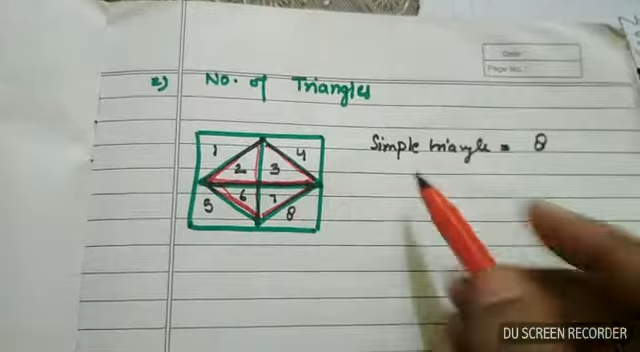 Date:
Page No.:
2) No. of Triangles
Simple triangle = 8
1 4
2 3
5 6 7 8
DU SCREEN RECORDER